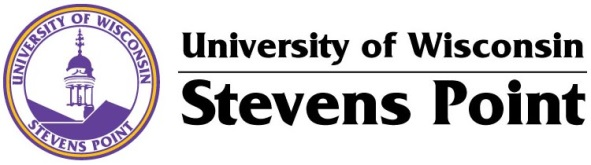 UNIVERSITY OF WISCONSIN
STEVENS POINT
University of Wisconsin
Stevens Point